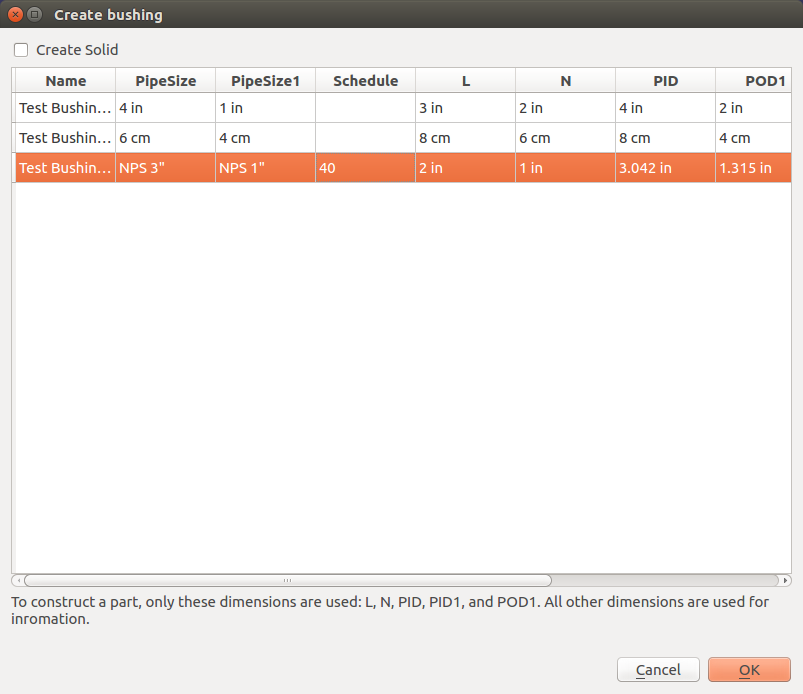 Create bushing
Create Solid
Name PipeSize PipeSize1 Schedule L N PID POD1
Test Bushin... 4 in 1 in 3 in 2 in 4 in 2 in
Test Bushin... 6 cm 4 cm 8 cm 6 cm 8 cm 4 cm
Test Bushin... NPS 3" NPS 1" 40 2 in 1 in 3.042 in 1.315 in
To construct a part, only these dimensions are used: L, N, PID, PID1, and POD1. All other dimensions are used for
inromation.
Cancel OK